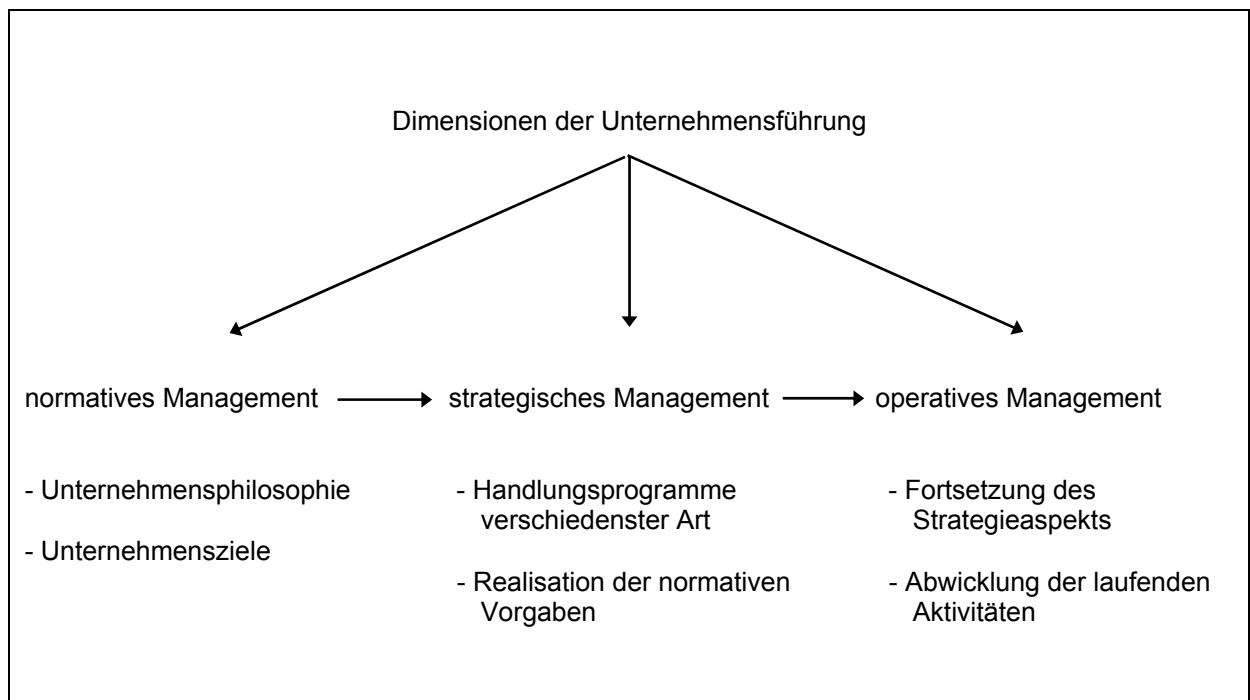 Dimensionen der Unternehmensführung
normatives Management
strategisches Management
operatives Management
- Unternehmensphilosophie
- Unternehmensziele
- Handlungsprogramme
verschiedenster Art
- Realisation der normativen
Vorgaben
- Fortsetzung des
Strategieaspekts
- Abwicklung der laufenden
Aktivitäten